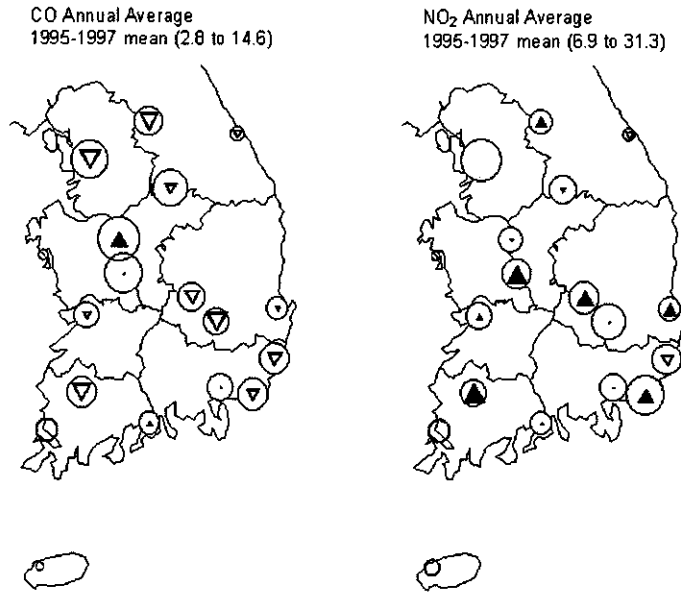 CO Annual Average
1995-1997 mean (2.8 to 14.6)
NO₂ Annual Average
1995-1997 mean (6.9 to 31.3)